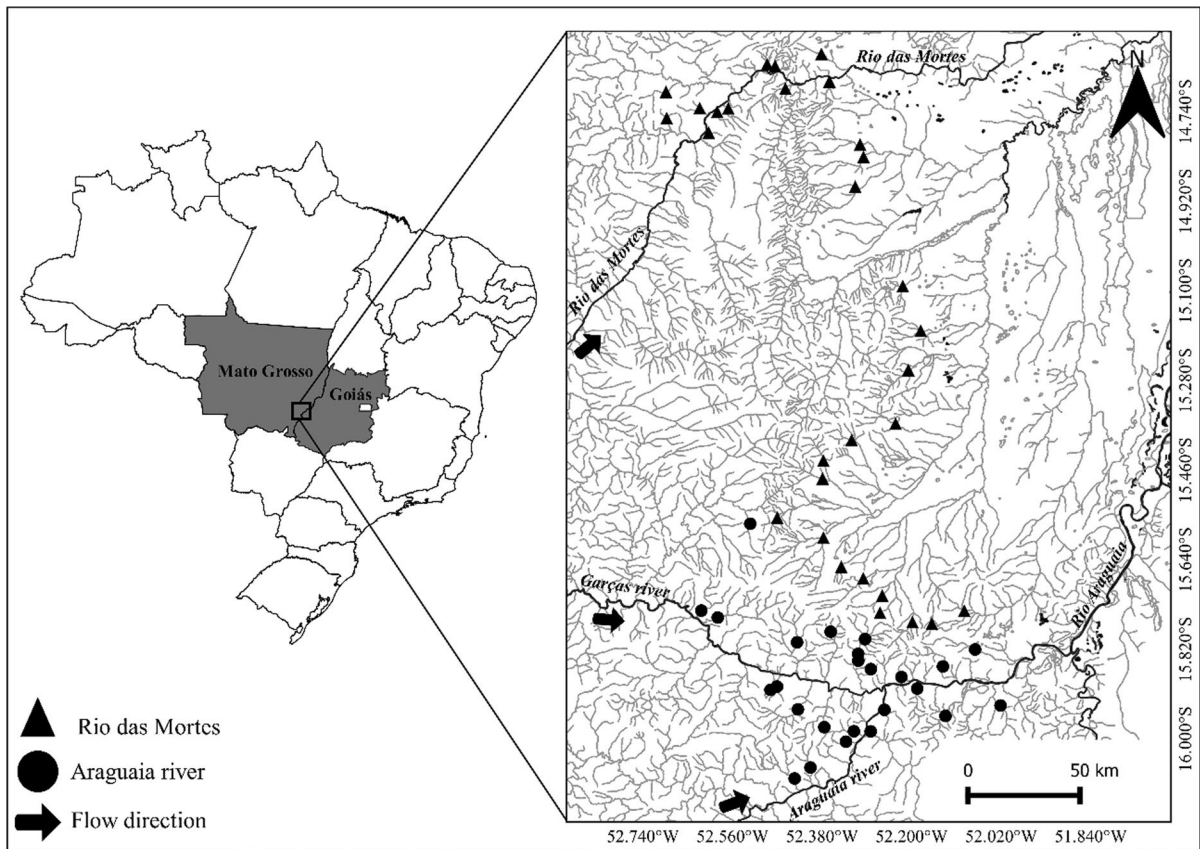 Mato Grosso
Goiás
Rio das Mortes
Araguaia river
Flow direction
Rio das Mortes
N
Rio das Mortes
Garças river
Rio Araguaia
Araguaia river
0 50 km
14.740°S
14.920°S
15.100°S
15.280°S
15.460°S
15.640°S
15.820°S
16.000°S
52.740°W 52.560°W 52.380°W 52.200°W 52.020°W 51.840°W